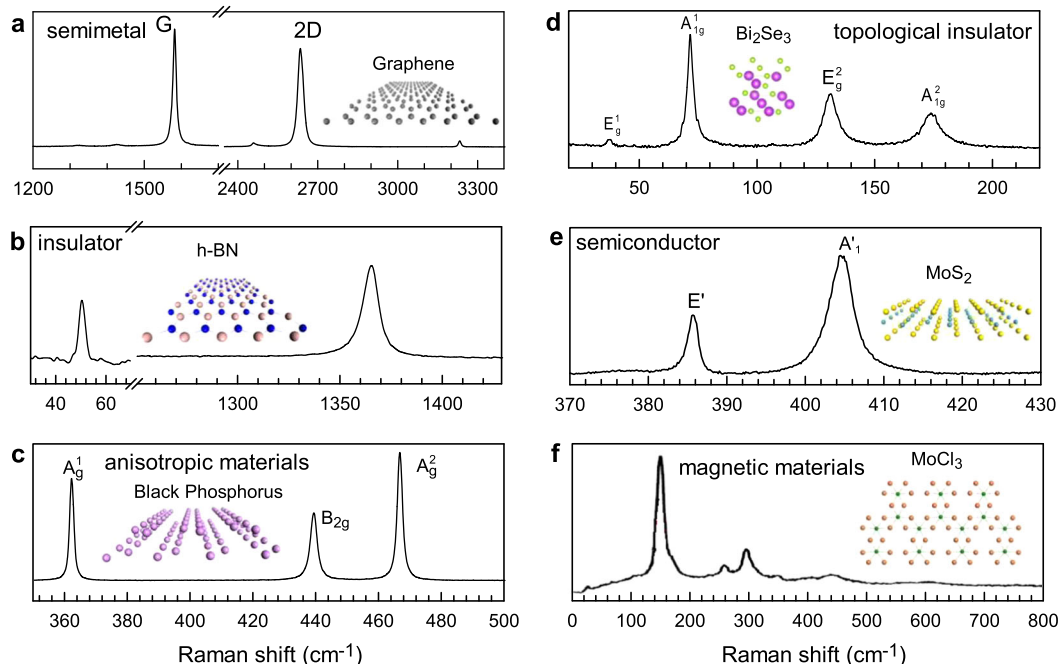 a semimetal
G
2D
Graphene
1200 1500 2400 2700 3000 3300
b insulator
h-BN
40 60 1300 1350 1400
c anisotropic materials
A¹g
Black Phosphorus
B2g
A²g
360 380 400 420 440 460 480 500
Raman shift (cm⁻¹)
d topological insulator
Bi₂Se₃
E¹g
A¹1g
E²g
A²1g
50 100 150 200
e semiconductor
E'
A'₁
MoS₂
370 380 390 400 410 420 430
f magnetic materials
MoCl₃
0 100 200 300 400 500 600 700 800
Raman shift (cm⁻¹)